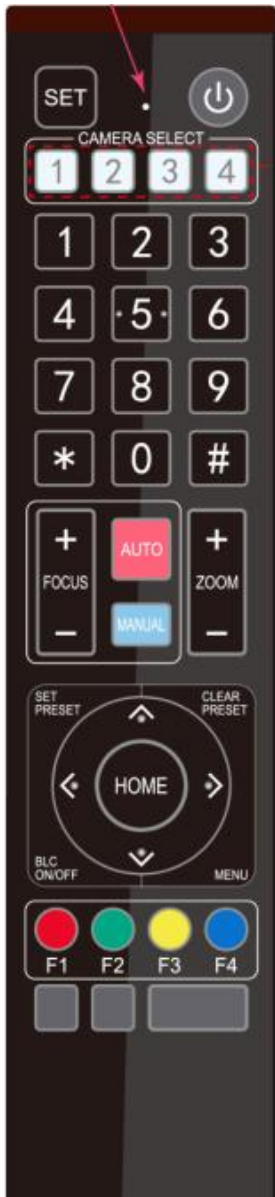 SET
CAMERA SELECT
1 2 3 4
1 2 3
4 5 6
7 8 9
* 0 #
+ AUTO +
FOCUS ZOOM
- MANUAL -
SET PRESET CLEAR PRESET
HOME
BLC ON/OFF MENU
F1 F2 F3 F4